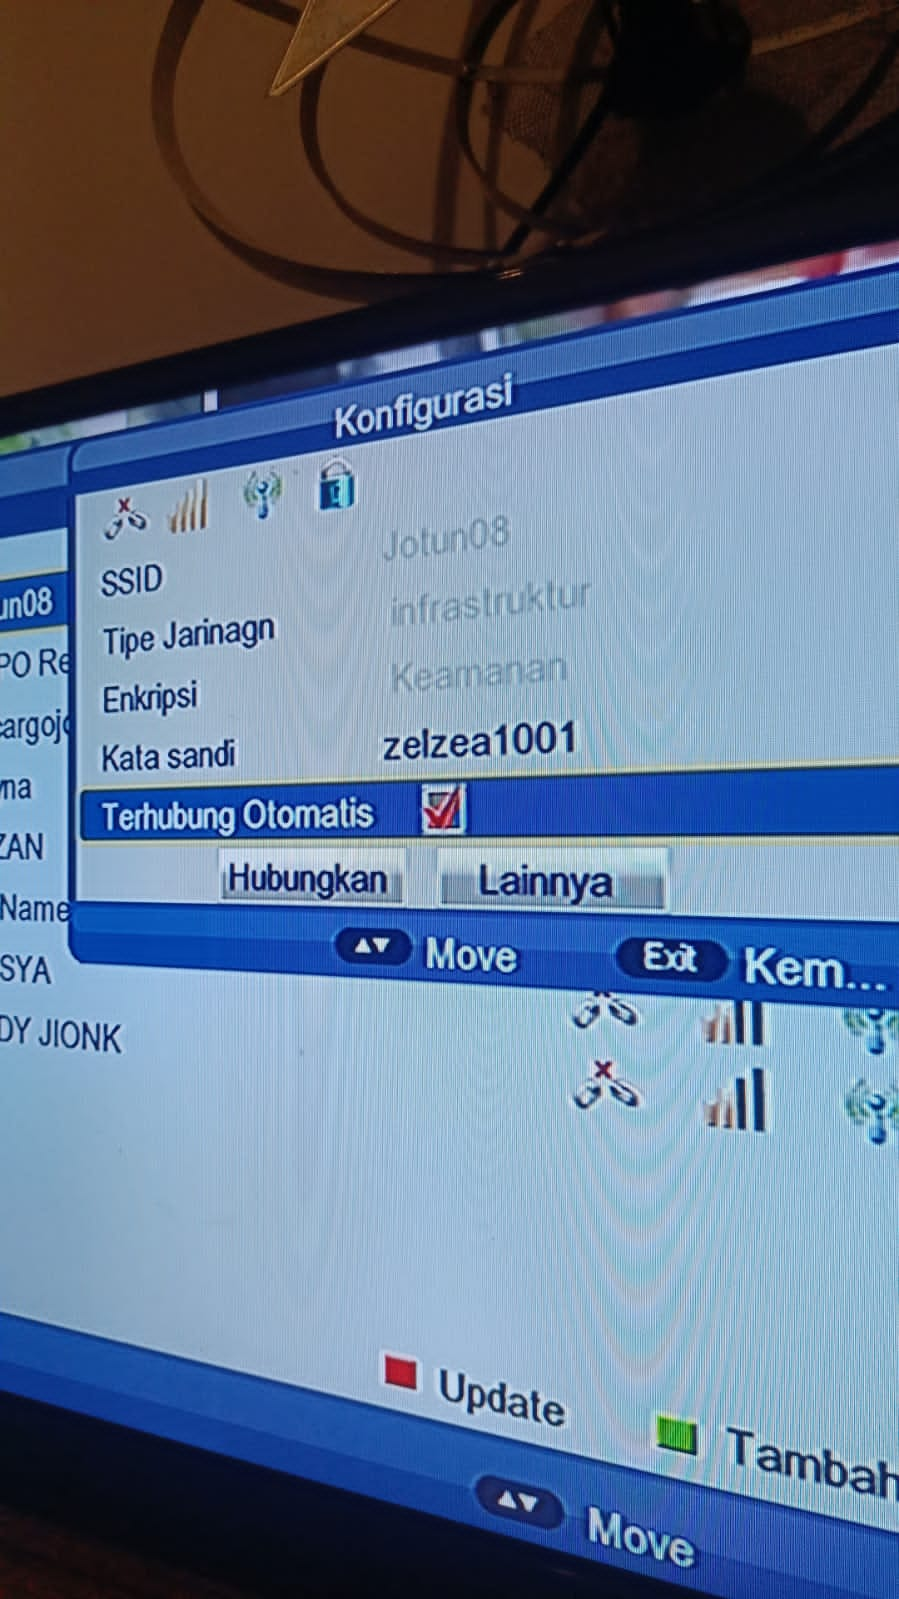 Konfigurasi
SSID Jotun08
Tipe Jarinagn infrastruktur
Enkripsi Keamanan
Kata sandi zelzea1001
Terhubung Otomatis
Hubungkan Lainnya
Move Exit Kem...
un08
PO Re
cargojo
na
ZAN
Name
SYA
DY JIONK
Update
Tambah
Move